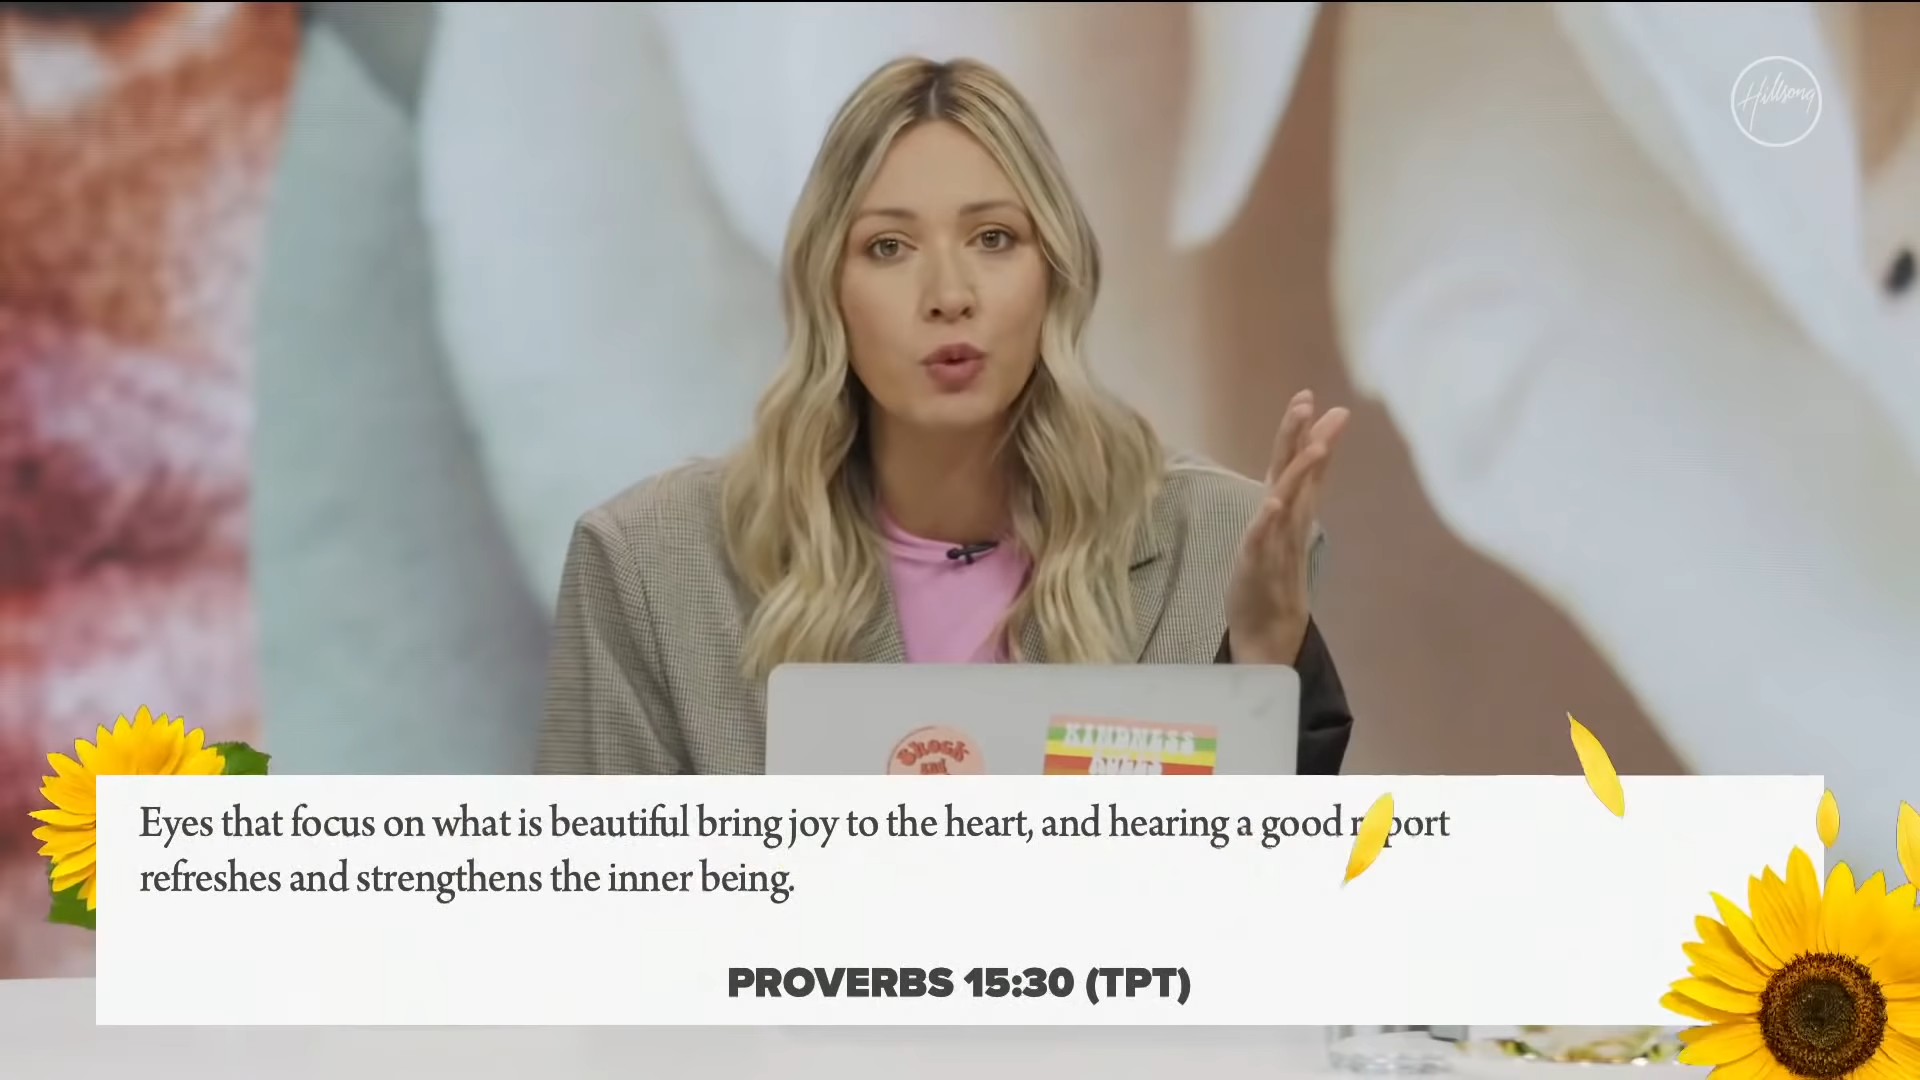 Hillsong
KINDNESS
Eyes that focus on what is beautiful bring joy to the heart, and hearing a good report
refreshes and strengthens the inner being.
PROVERBS 15:30 (TPT)